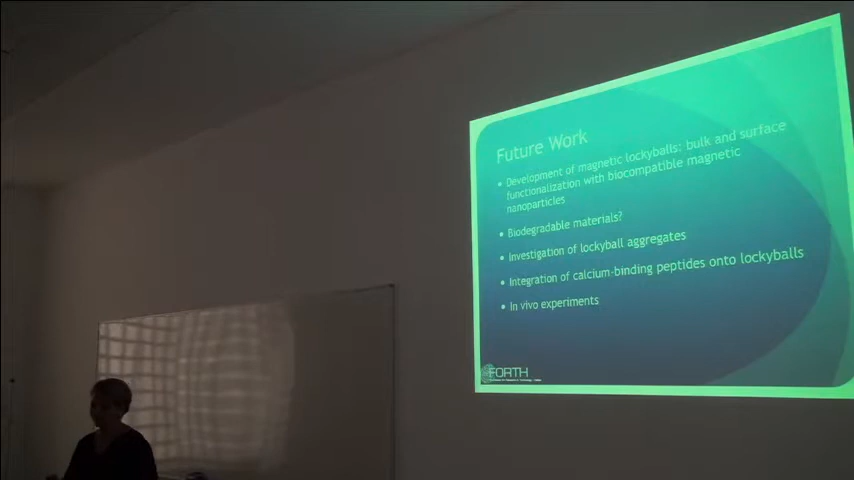 Future Work
• Development of magnetic lockyballs: bulk and surface
functionalization with biocompatible magnetic
nanoparticles
• Biodegradable materials?
• Investigation of lockyball aggregates
• Integration of calcium-binding peptides onto lockyballs
• In vivo experiments
FORTH